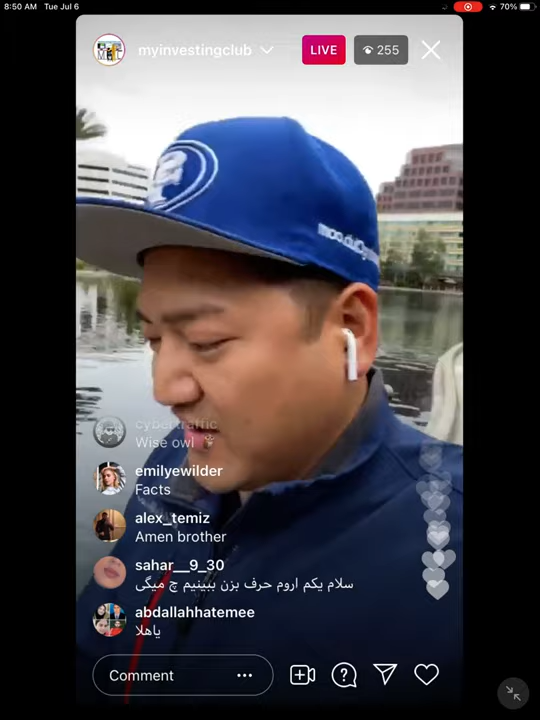 8:50 AM Tue Jul 6
70%
myinvestingclub
LIVE
255
cybertraffic
Wise owl
emilyewilder
Facts
alex_temiz
Amen brother
sahar__9_30
سلام یکم اروم حرف بزن ببینیم چ میگی
abdallahhatemee
ياهلا
Comment